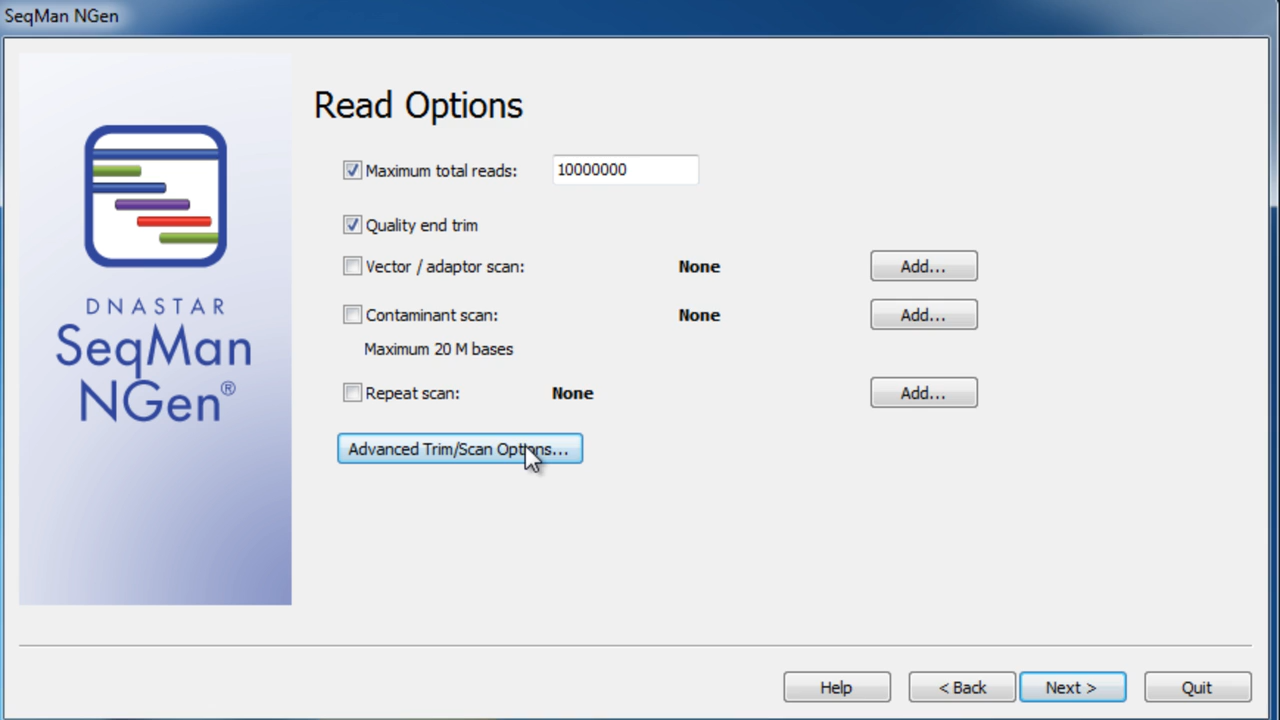 SeqMan NGen
DNASTAR
SeqMan
NGen®
Read Options
Maximum total reads: 10000000
Quality end trim
Vector / adaptor scan: None Add...
Contaminant scan: None Add...
Maximum 20 M bases
Repeat scan: None Add...
Advanced Trim/Scan Options...
Help < Back Next > Quit